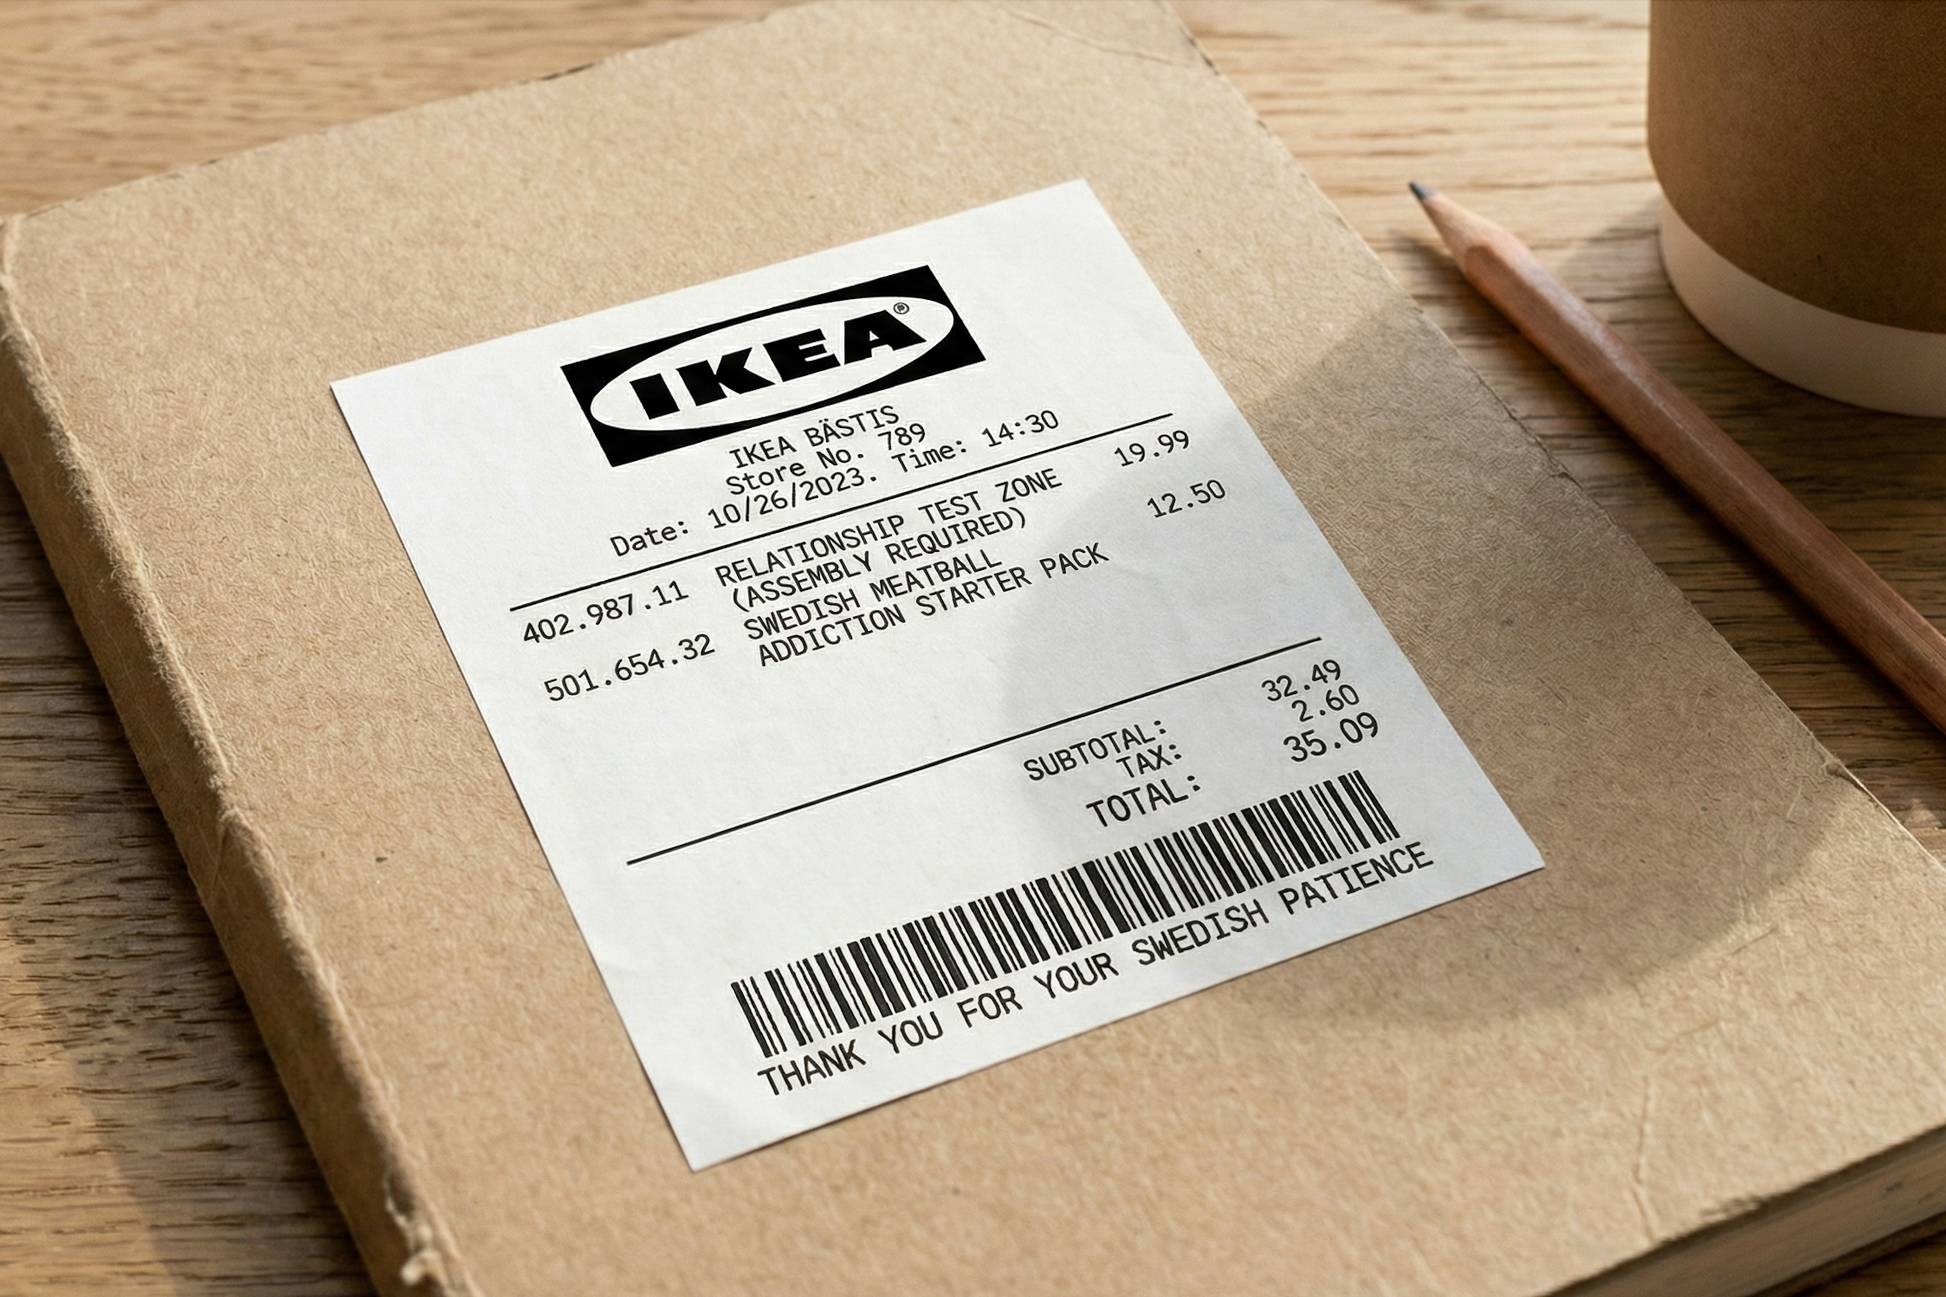 IKEA®
IKEA BÄSTIS
Store No. 789
Date: 10/26/2023. Time: 14:30
402.987.11 RELATIONSHIP TEST ZONE 19.99
(ASSEMBLY REQUIRED)
501.654.32 SWEDISH MEATBALL 12.50
ADDICTION STARTER PACK
SUBTOTAL: 32.49
TAX: 2.60
TOTAL: 35.09
THANK YOU FOR YOUR SWEDISH PATIENCE